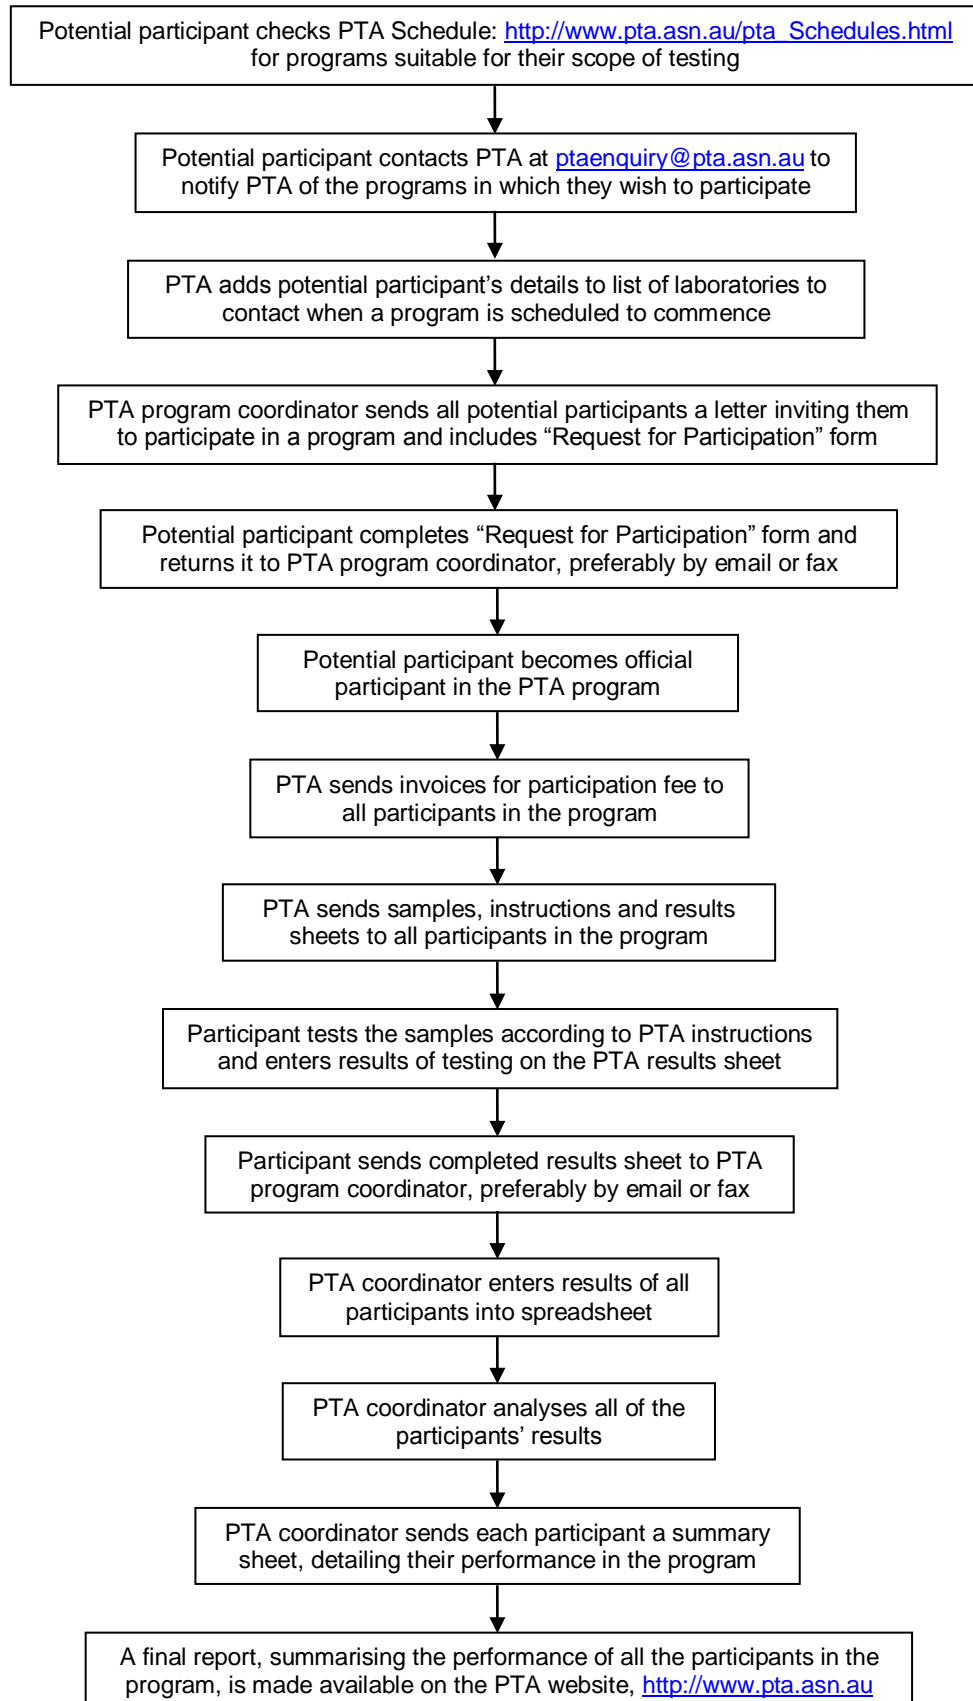 Potential participant checks PTA Schedule: http://www.pta.asn.au/pta_Schedules.html
for programs suitable for their scope of testing
Potential participant contacts PTA at ptaenquiry@pta.asn.au to
notify PTA of the programs in which they wish to participate
PTA adds potential participant’s details to list of laboratories to
contact when a program is scheduled to commence
PTA program coordinator sends all potential participants a letter inviting them
to participate in a program and includes “Request for Participation” form
Potential participant completes “Request for Participation” form and
returns it to PTA program coordinator, preferably by email or fax
Potential participant becomes official
participant in the PTA program
PTA sends invoices for participation fee to
all participants in the program
PTA sends samples, instructions and results
sheets to all participants in the program
Participant tests the samples according to PTA instructions
and enters results of testing on the PTA results sheet
Participant sends completed results sheet to PTA
program coordinator, preferably by email or fax
PTA coordinator enters results of all
participants into spreadsheet
PTA coordinator analyses all of the
participants’ results
PTA coordinator sends each participant a summary
sheet, detailing their performance in the program
A final report, summarising the performance of all the participants in the
program, is made available on the PTA website, http://www.pta.asn.au